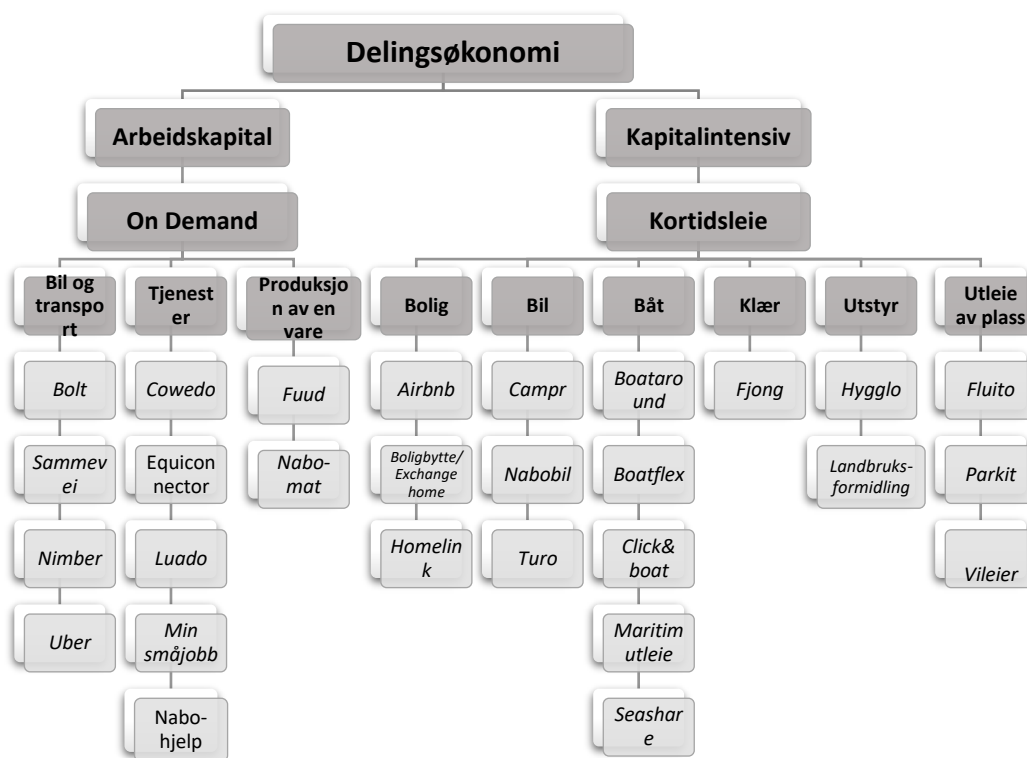 Delingsøkonomi
Arbeidskapital
On Demand
Bil og
transpo
rt
Bolt
Sammev
ei
Nimber
Uber
Tjenest
er
Cowedo
Equicon
nector
Luado
Min
småjobb
Nabo-
hjelp
Produksjo
n av en
vare
Fuud
Nabo-
mat
Kapitalintensiv
Kortidsleie
Bolig
Airbnb
Boligbytte/
Exchange
home
Homelin
k
Bil
Campr
Nabobil
Turo
Båt
Boataro
und
Boatflex
Click&
boat
Maritim
utleie
Seashar
e
Klær
Fjong
Utstyr
Hygglo
Landbruks-
formidling
Utleie
av plass
Fluito
Parkit
Vileier